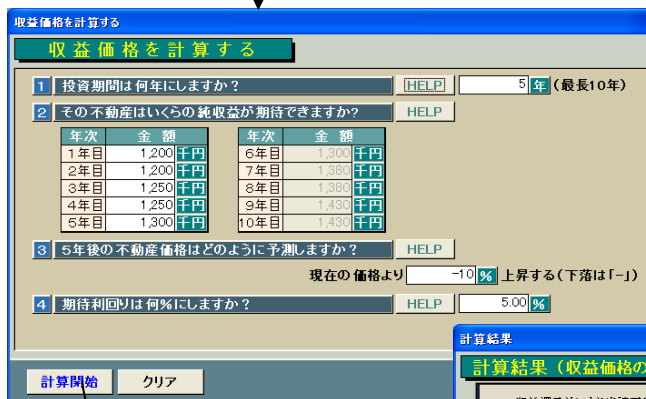 収益価格を計算する
収益価格を計算する
1 投資期間は何年にしますか? HELP 5 年 (最長10年)
2 その不動産はいくらの純収益が期待できますか? HELP
年次 金額 年次 金額
1年目 1,200 千円 6年目 1,300 千円
2年目 1,200 千円 7年目 1,380 千円
3年目 1,250 千円 8年目 1,380 千円
4年目 1,250 千円 9年目 1,430 千円
5年目 1,300 千円 10年目 1,430 千円
3 5年後の不動産価格はどのように予測しますか? HELP
現在の価格より -10 % 上昇する(下落は「-」)
4 期待利回りは何%にしますか? HELP 5.00 %
計算結果
計算結果(収益価格の
計算開始 クリア